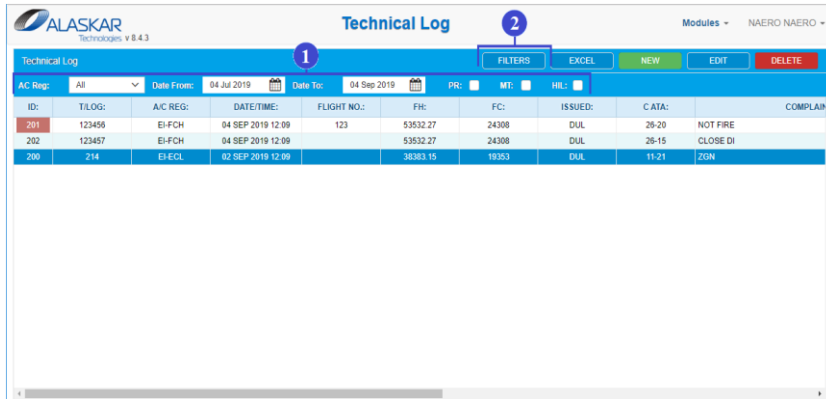 ALASKAR
Technologies v 8.4.3
Technical Log
2
Modules
NAERO NAERO
1
Technical Log
FILTERS EXCEL NEW EDIT DELETE
AC Reg: All Date From: 04 Jul 2019 Date To: 04 Sep 2019 PR: MT: HIL:
ID: T/LOG: A/C REG: DATE/TIME: FLIGHT NO.: FH: FC: ISSUED: C ATA: COMPLAIN
201 123456 EI-FCH 04 SEP 2019 12:09 123 53532.27 24308 DUL 26-20 NOT FIRE
202 123457 EI-FCH 04 SEP 2019 12:09 53532.27 24308 DUL 26-15 CLOSE DI
200 214 EI-ECL 02 SEP 2019 12:09 38383.15 19353 DUL 11-21 ZGN